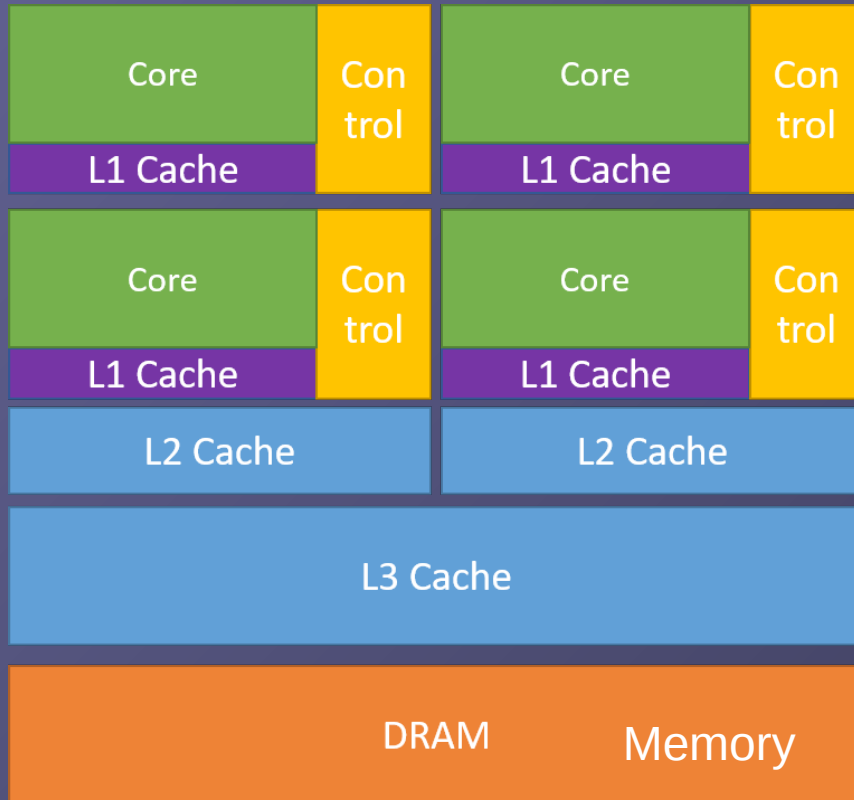 Core
Con
trol
Core
Con
trol
L1 Cache
L1 Cache
Core
Con
trol
Core
Con
trol
L1 Cache
L1 Cache
L2 Cache
L2 Cache
L3 Cache
DRAM
Memory